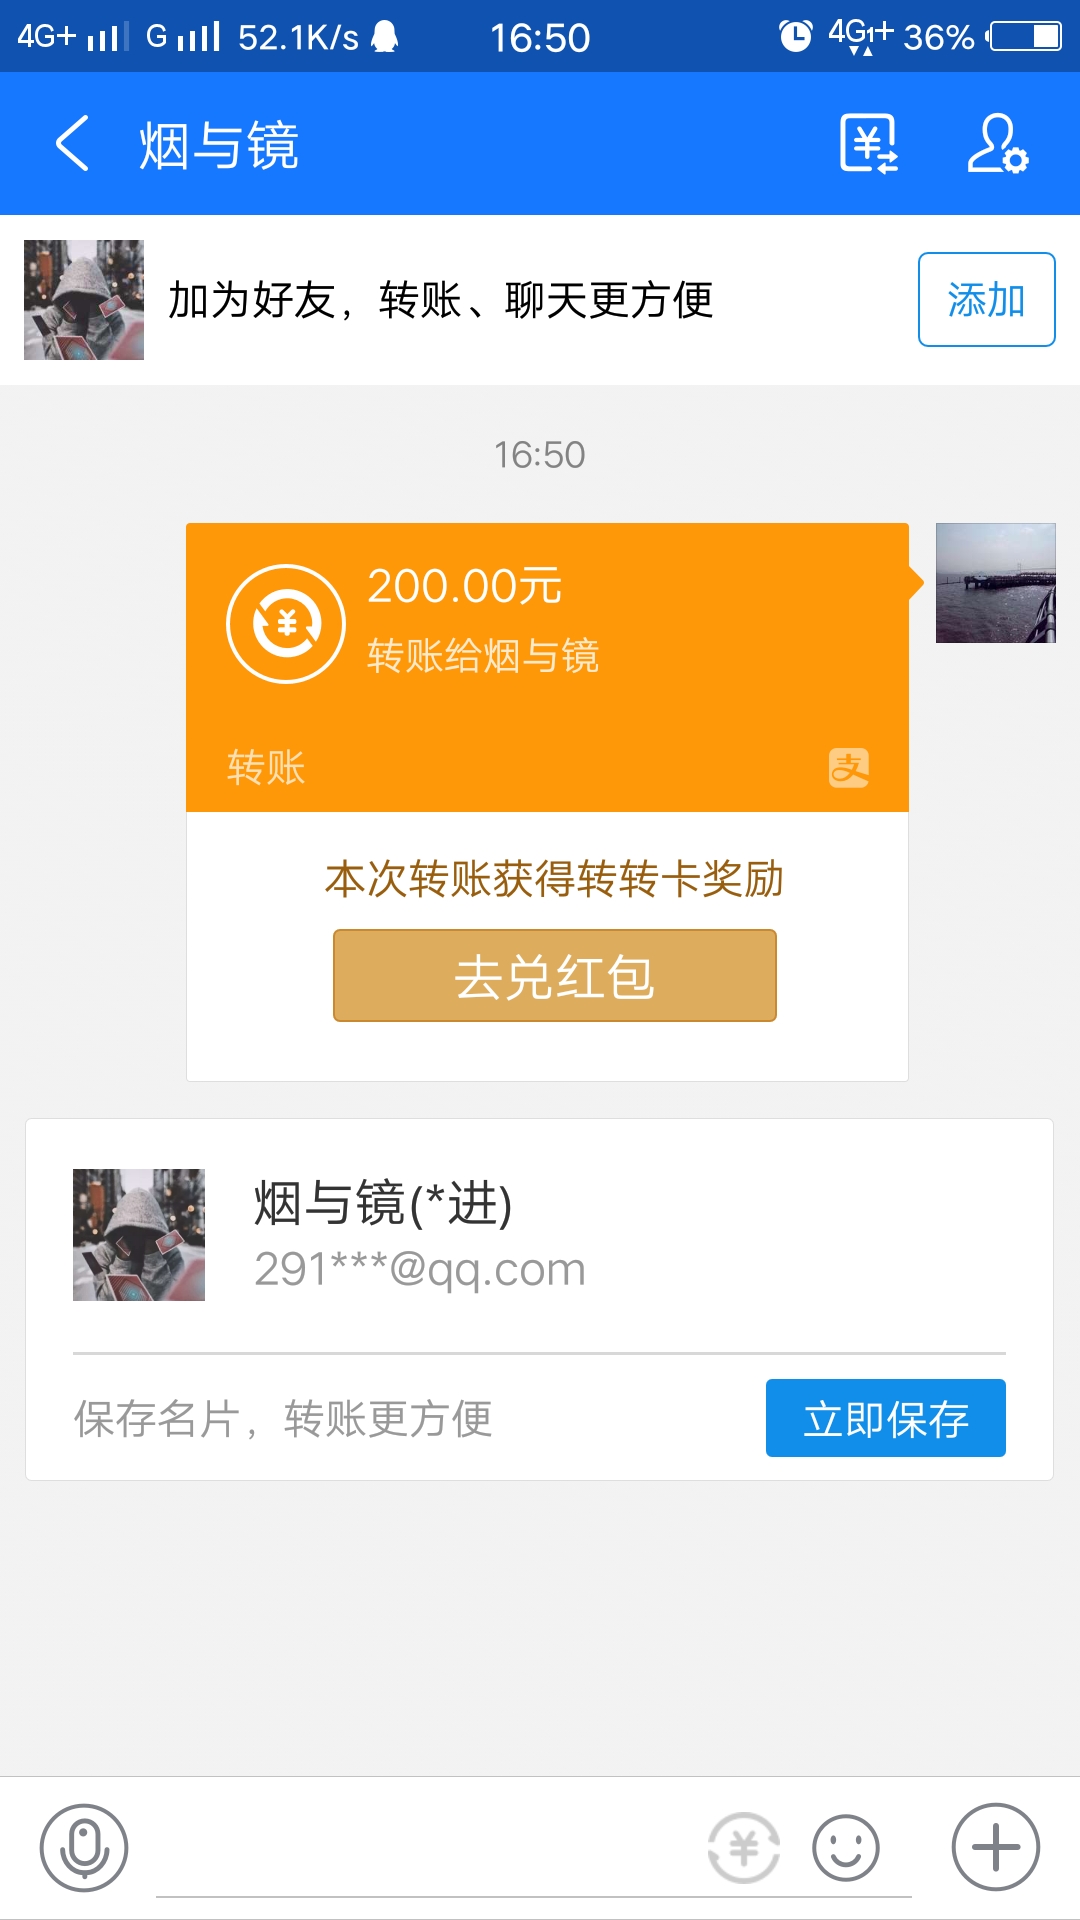 4G+ G 52.1K/s 16:50 4G1+ 36%
烟与镜
加为好友，转账、聊天更方便
添加
16:50
200.00元
转账给烟与镜
转账
支
本次转账获得转转卡奖励
去兑红包
烟与镜(*进)
291***@qq.com
保存名片，转账更方便
立即保存